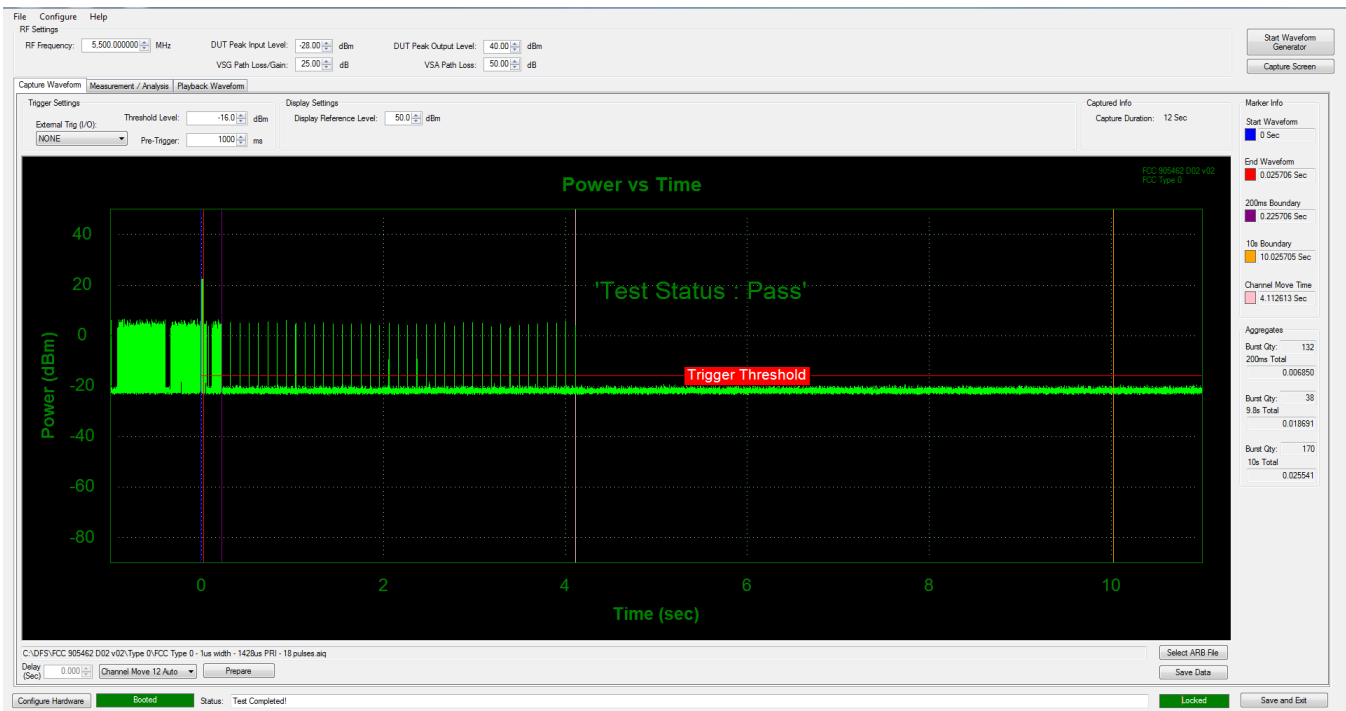 File Configure Help
RF Settings
RF Frequency: 5,500.000000 MHz DUT Peak Input Level: -28.00 dBm DUT Peak Output Level: 40.00 dBm
VSG Path Loss/Gain: 25.00 dB VSA Path Loss: 50.00 dB
Start Waveform Generator
Capture Screen
Capture Waveform Measurement / Analysis Playback Waveform
Trigger Settings
External Trig (I/O):
NONE
Threshold Level: -16.0 dBm
Pre-Trigger: 1000 ms
Display Settings
Display Reference Level: 50.0 dBm
Captured Info
Capture Duration: 12 Sec
Marker Info
Start Waveform
0 Sec
End Waveform
0.025706 Sec
200ms Boundary
0.225706 Sec
10s Boundary
10.025705 Sec
Channel Move Time
4.112613 Sec
Aggregates
Burst Qty: 132
200ms Total
0.006850
Burst Qty: 38
9.8s Total
0.018691
Burst Qty: 170
10s Total
0.025541
Power vs Time
FCC 905462 D02 v02
FCC Type 0
'Test Status : Pass'
Trigger Threshold
Power (dBm)
40
20
0
-20
-40
-60
-80
0 2 4 6 8 10
Time (sec)
C:\DFS\FCC 905462 D02 v02\Type 0\FCC Type 0 - 1us width - 1428us PRI - 18 pulses.aiq
Select ARB File
Delay (Sec) 0.000 Channel Move 12 Auto Prepare
Save Data
Configure Hardware Booted Status: Test Completed! Locked Save and Exit